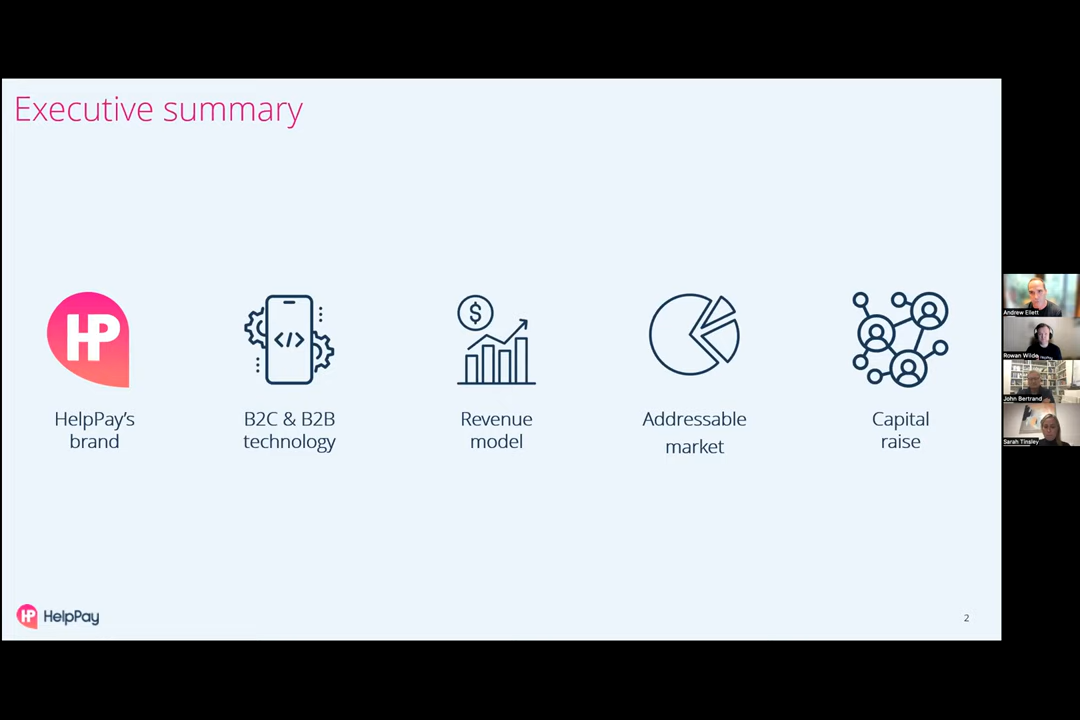 Executive summary
HP
</>
$
HelpPay's
brand
B2C & B2B
technology
Revenue
model
Addressable
market
Capital
raise
HP HelpPay
2
Andrew Ellett
Rowan Wilde
John Bertrand
Sarah Tinsley